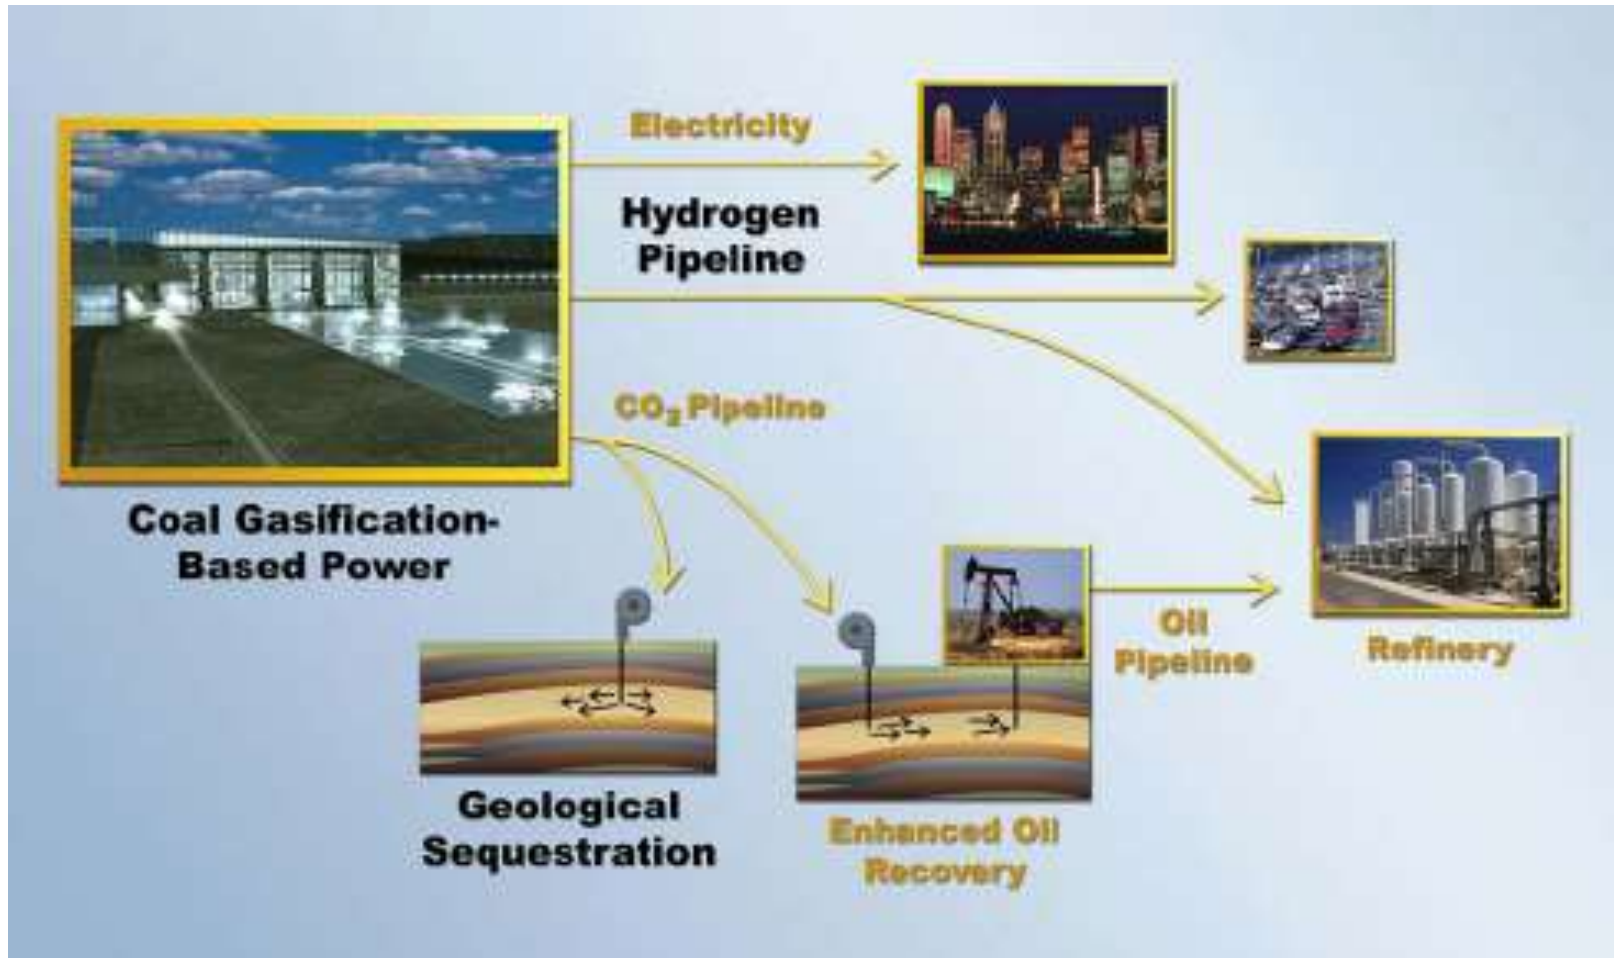 Electricity
Hydrogen
Pipeline
CO₂ Pipeline
Coal Gasification-
Based Power
Oil
Pipeline
Refinery
Geological
Sequestration
Enhanced Oil
Recovery